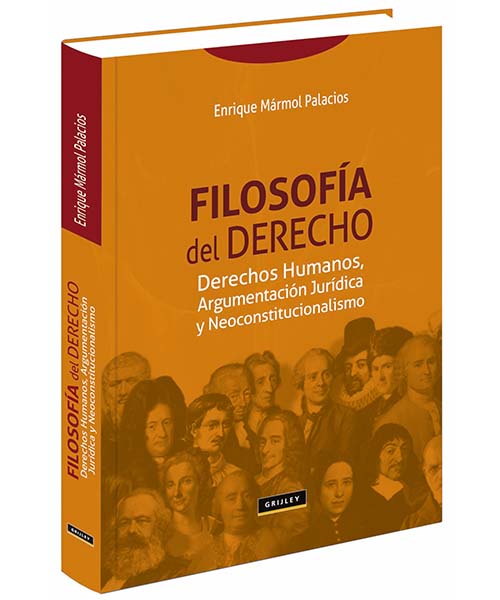 Enrique Mármol Palacios
FILOSOFÍA
del DERECHO
Derechos Humanos,
Argumentación Jurídica
y Neoconstitucionalismo
GRIJLEY
Enrique Mármol Palacios
FILOSOFÍA del DERECHO
Derechos Humanos, Argumentación
Jurídica y Neoconstitucionalismo
GRIJLEY